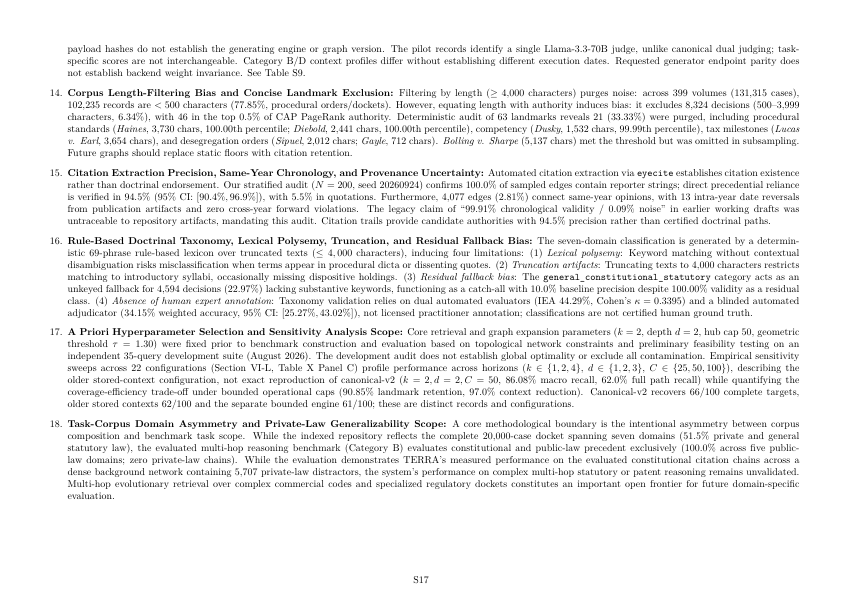 payload hashes do not establish the generating engine or graph version. The pilot records identify a single Llama-3.3-70B judge, unlike canonical dual judging; task-
specific scores are not interchangeable. Category B/D context profiles differ without establishing different execution dates. Requested generator endpoint parity does
not establish backend weight invariance. See Table S9.
14. Corpus Length-Filtering Bias and Concise Landmark Exclusion: Filtering by length (≥ 4,000 characters) purges noise: across 399 volumes (131,315 cases),
102,235 records are < 500 characters (77.85%, procedural orders/dockets). However, equating length with authority induces bias: it excludes 8,324 decisions (500–3,999
characters, 6.34%), with 46 in the top 0.5% of CAP PageRank authority. Deterministic audit of 63 landmarks reveals 21 (33.33%) were purged, including procedural
standards (Haines, 3,730 chars, 100.00th percentile; Diebold, 2,441 chars, 100.00th percentile), competency (Dusky, 1,532 chars, 99.99th percentile), tax milestones (Lucas
v. Earl, 3,654 chars), and desegregation orders (Sipuel, 2,012 chars; Gayle, 712 chars). Bolling v. Sharpe (5,137 chars) met the threshold but was omitted in subsampling.
Future graphs should replace static floors with citation retention.
15. Citation Extraction Precision, Same-Year Chronology, and Provenance Uncertainty: Automated citation extraction via eyecite establishes citation existence
rather than doctrinal endorsement. Our stratified audit (N = 200, seed 20260924) confirms 100.0% of sampled edges contain reporter strings; direct precedential reliance
is verified in 94.5% (95% CI: [90.4%, 96.9%]), with 5.5% in quotations. Furthermore, 4,077 edges (2.81%) connect same-year opinions, with 13 intra-year date reversals
from publication artifacts and zero cross-year forward violations. The legacy claim of “99.91% chronological validity / 0.09% noise” in earlier working drafts was
untraceable to repository artifacts, mandating this audit. Citation trails provide candidate authorities with 94.5% precision rather than certified doctrinal paths.
16. Rule-Based Doctrinal Taxonomy, Lexical Polysemy, Truncation, and Residual Fallback Bias: The seven-domain classification is generated by a determin-
istic 69-phrase rule-based lexicon over truncated texts (≤ 4,000 characters), inducing four limitations: (1) Lexical polysemy: Keyword matching without contextual
disambiguation risks misclassification when terms appear in procedural dicta or dissenting quotes. (2) Truncation artifacts: Truncating texts to 4,000 characters restricts
matching to introductory syllabi, occasionally missing dispositive holdings. (3) Residual fallback bias: The general_constitutional_statutory category acts as an
unkeyed fallback for 4,594 decisions (22.97%) lacking substantive keywords, functioning as a catch-all with 10.0% baseline precision despite 100.00% validity as a residual
class. (4) Absence of human expert annotation: Taxonomy validation relies on dual automated evaluators (IEA 44.29%, Cohen's κ = 0.3395) and a blinded automated
adjudicator (34.15% weighted accuracy, 95% CI: [25.27%, 43.02%]), not licensed practitioner annotation; classifications are not certified human ground truth.
17. A Priori Hyperparameter Selection and Sensitivity Analysis Scope: Core retrieval and graph expansion parameters (k = 2, depth d = 2, hub cap 50, geometric
threshold τ = 1.30) were fixed prior to benchmark construction and evaluation based on topological network constraints and preliminary feasibility testing on an
independent 35-query development suite (August 2026). The development audit does not establish global optimality or exclude all contamination. Empirical sensitivity
sweeps across 22 configurations (Section VI-L, Table X Panel C) profile performance across horizons (k ∈ {1, 2, 4}, d ∈ {1, 2, 3}, C ∈ {25, 50, 100}), describing the
older stored-context configuration, not exact reproduction of canonical-v2 (k = 2, d = 2, C = 50, 86.08% macro recall, 62.0% full path recall) while quantifying the
coverage-efficiency trade-off under bounded operational caps (90.85% landmark retention, 97.0% context reduction). Canonical-v2 recovers 66/100 complete targets,
older stored contexts 62/100 and the separate bounded engine 61/100; these are distinct records and configurations.
18. Task-Corpus Domain Asymmetry and Private-Law Generalizability Scope: A core methodological boundary is the intentional asymmetry between corpus
composition and benchmark task scope. While the indexed repository reflects the complete 20,000-case docket spanning seven domains (51.5% private and general
statutory law), the evaluated multi-hop reasoning benchmark (Category B) evaluates constitutional and public-law precedent exclusively (100.0% across five public-
law domains; zero private-law chains). While the evaluation demonstrates TERRA's measured performance on the evaluated constitutional citation chains across a
dense background network containing 5,707 private-law distractors, the system's performance on complex multi-hop statutory or patent reasoning remains unvalidated.
Multi-hop evolutionary retrieval over complex commercial codes and specialized regulatory dockets constitutes an important open frontier for future domain-specific
evaluation.
S17